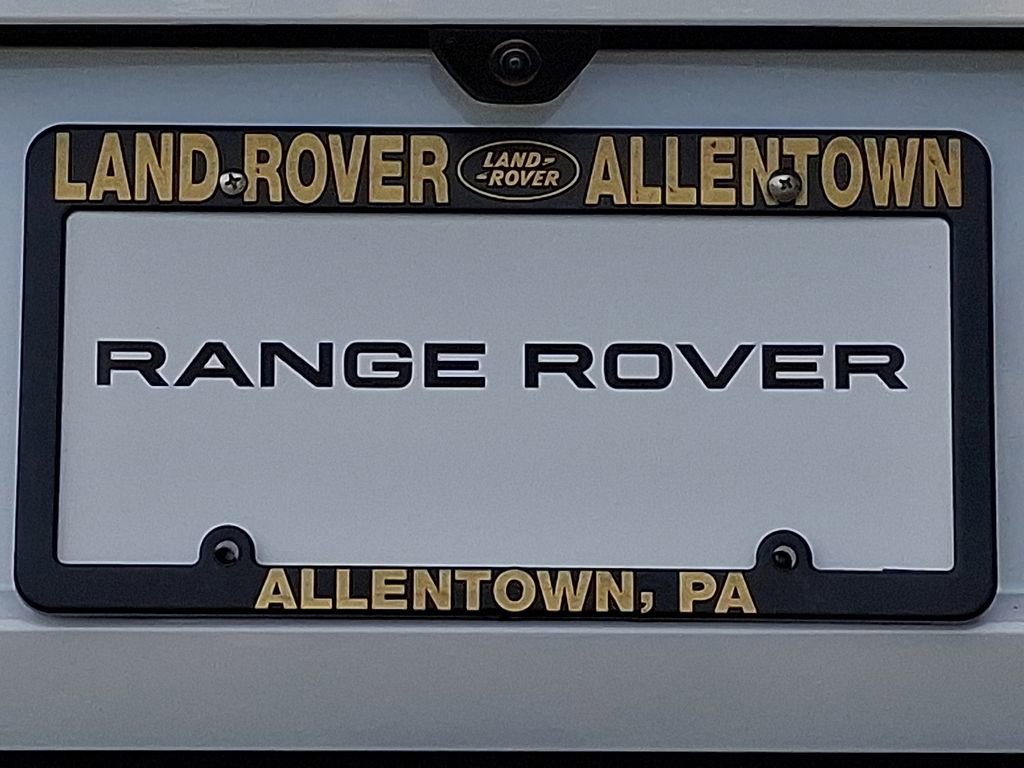 LAND ROVER LAND-
-ROVER ALLENTOWN
RANGE ROVER
ALLENTOWN, PA